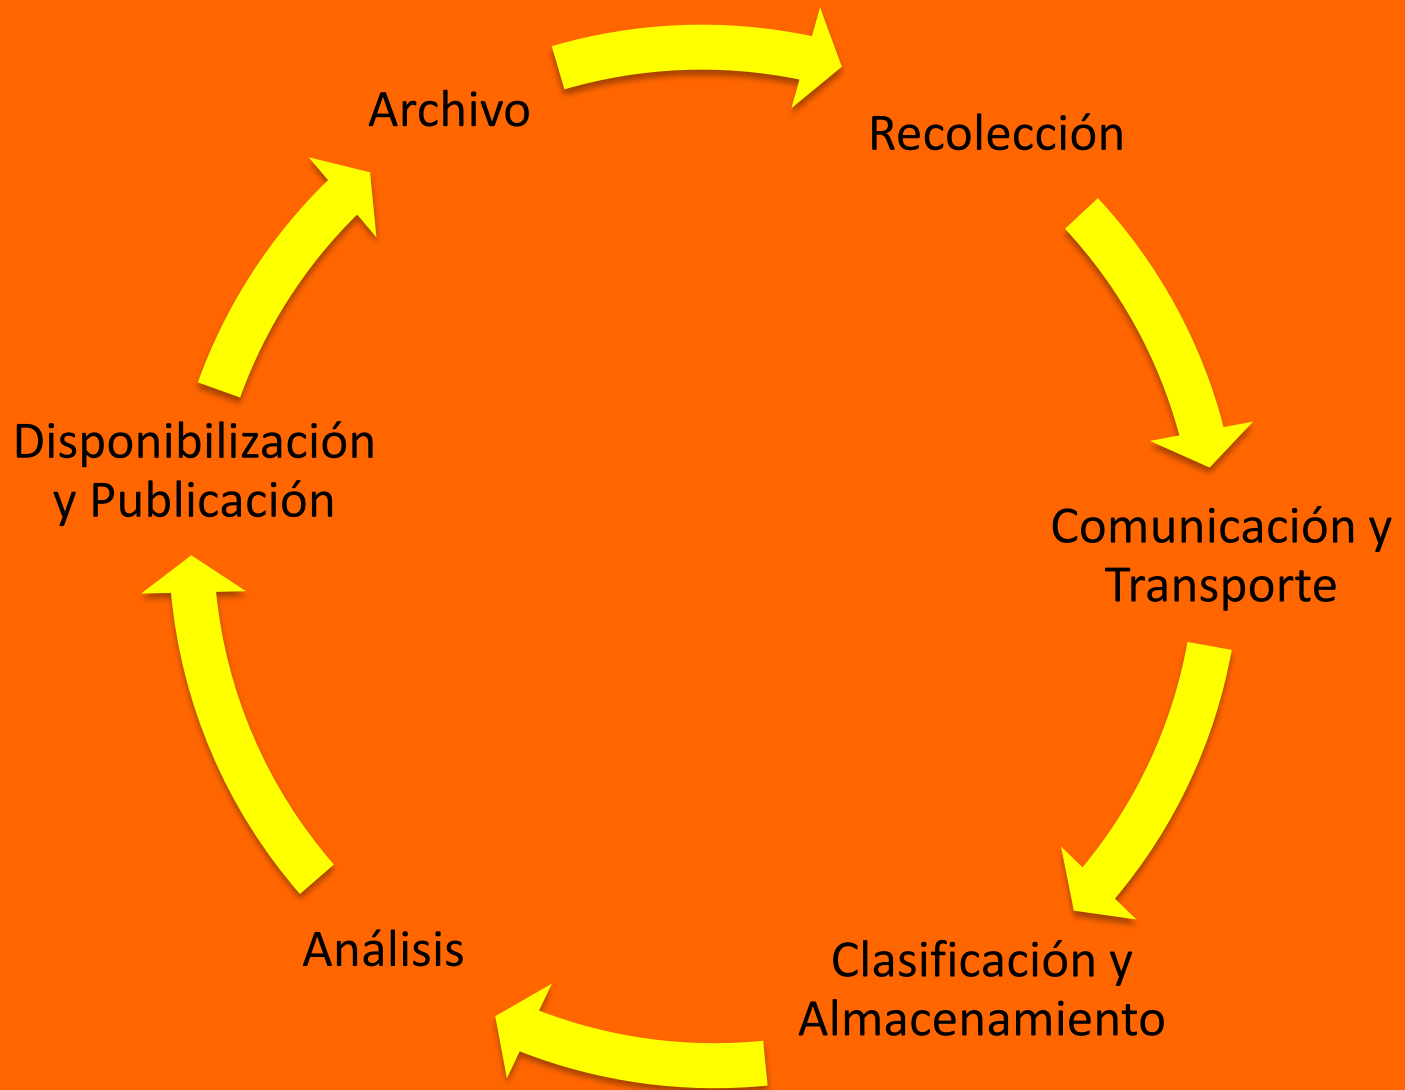 Archivo
Recolección
Comunicación y
Transporte
Clasificación y
Almacenamiento
Análisis
Disponibilización
y Publicación